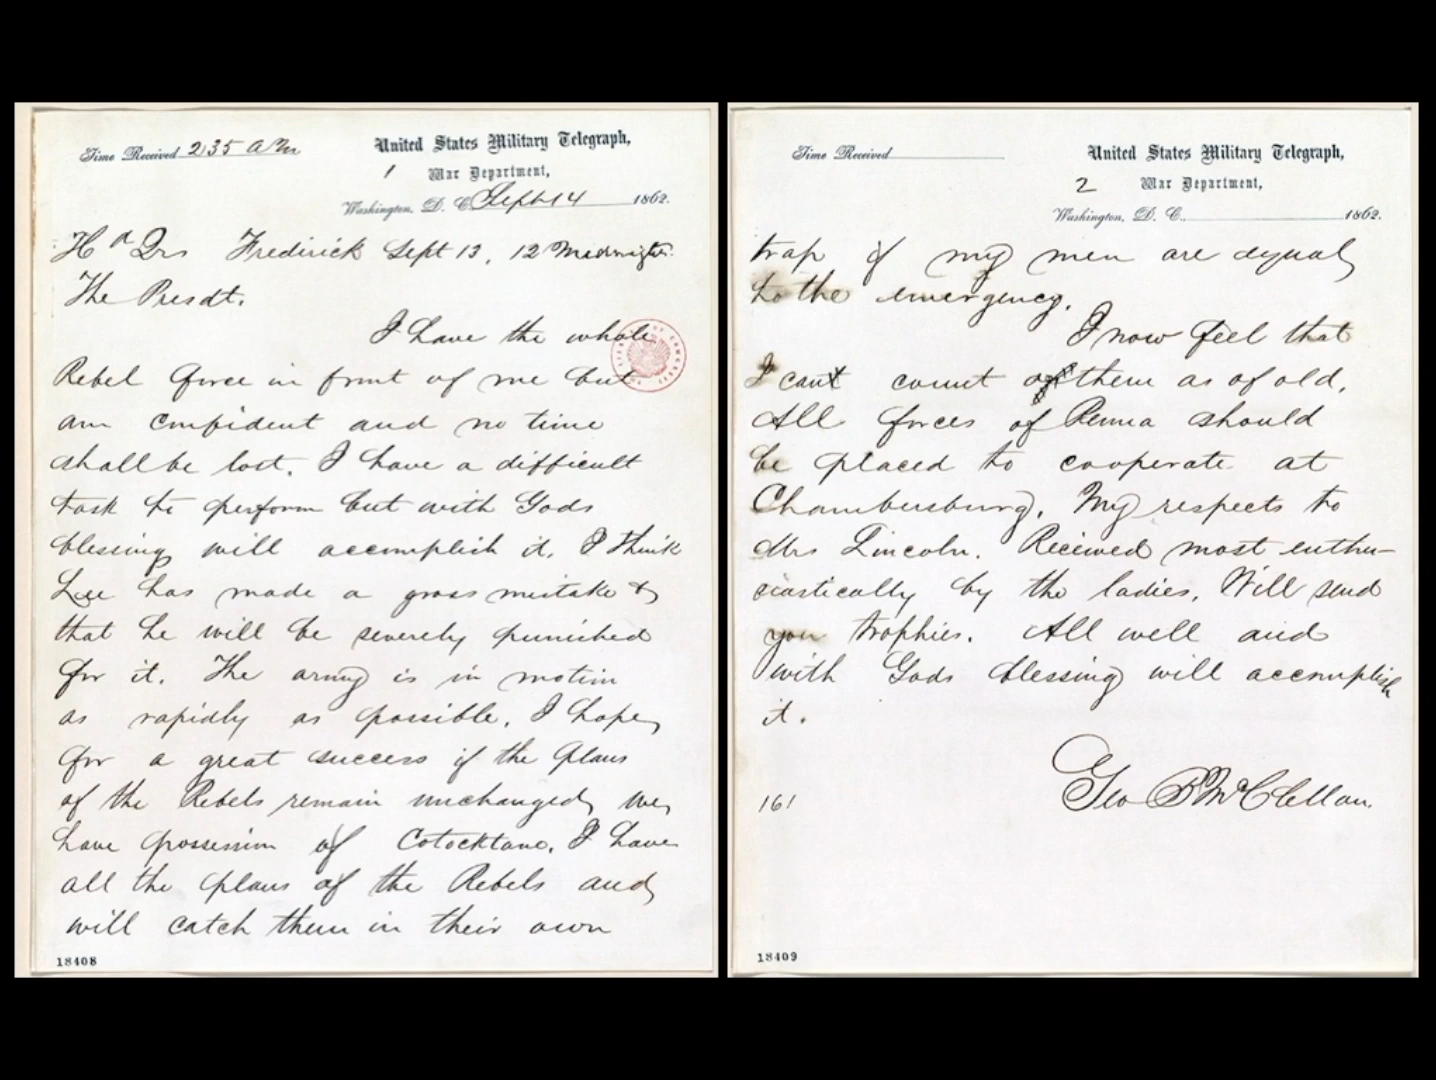 Time Received 2 35 a m
United States Military Telegraph,
1 War Department,
Washington, D. C. Sept 14 1862.
Hd Qrs Frederick Sept 13, 12 Midnight
The Presdt.
I have the whole
Rebel force in front of me but
am confident and no time
shall be lost. I have a difficult
task to perform but with Gods
blessing will accomplish it. I think
Lee has made a gross mistake &
that he will be severely punished
for it. The army is in motion
as rapidly as possible. I hope
for a great success if the plans
of the Rebels remain unchanged, we
have possession of Cotocktane. I have
all the plans of the Rebels and
will catch them in their own
18408
Time Received
United States Military Telegraph,
2 War Department,
Washington, D. C., 1862.
trap if my men are equal
to the emergency.
I now feel that
I can count on them as of old.
All forces of Penna should
be placed to cooperate at
Chambersburg. My respects to
Mrs Lincoln. Received most enthu-
siastically by the ladies. Will send
you trophies. All well and
with Gods blessing will accomplish
it.
Geo B McClellan.
161
18409